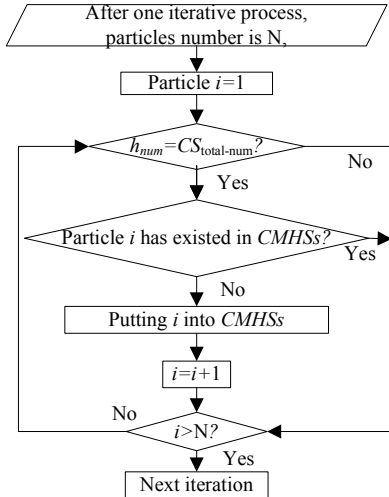 After one iterative process,
particles number is N,
Particle i=1
h_num=CS_total-num?
No
Yes
Particle i has existed in CMHSs?
Yes
No
Putting i into CMHSs
i=i+1
No
i>N?
Yes
Next iteration